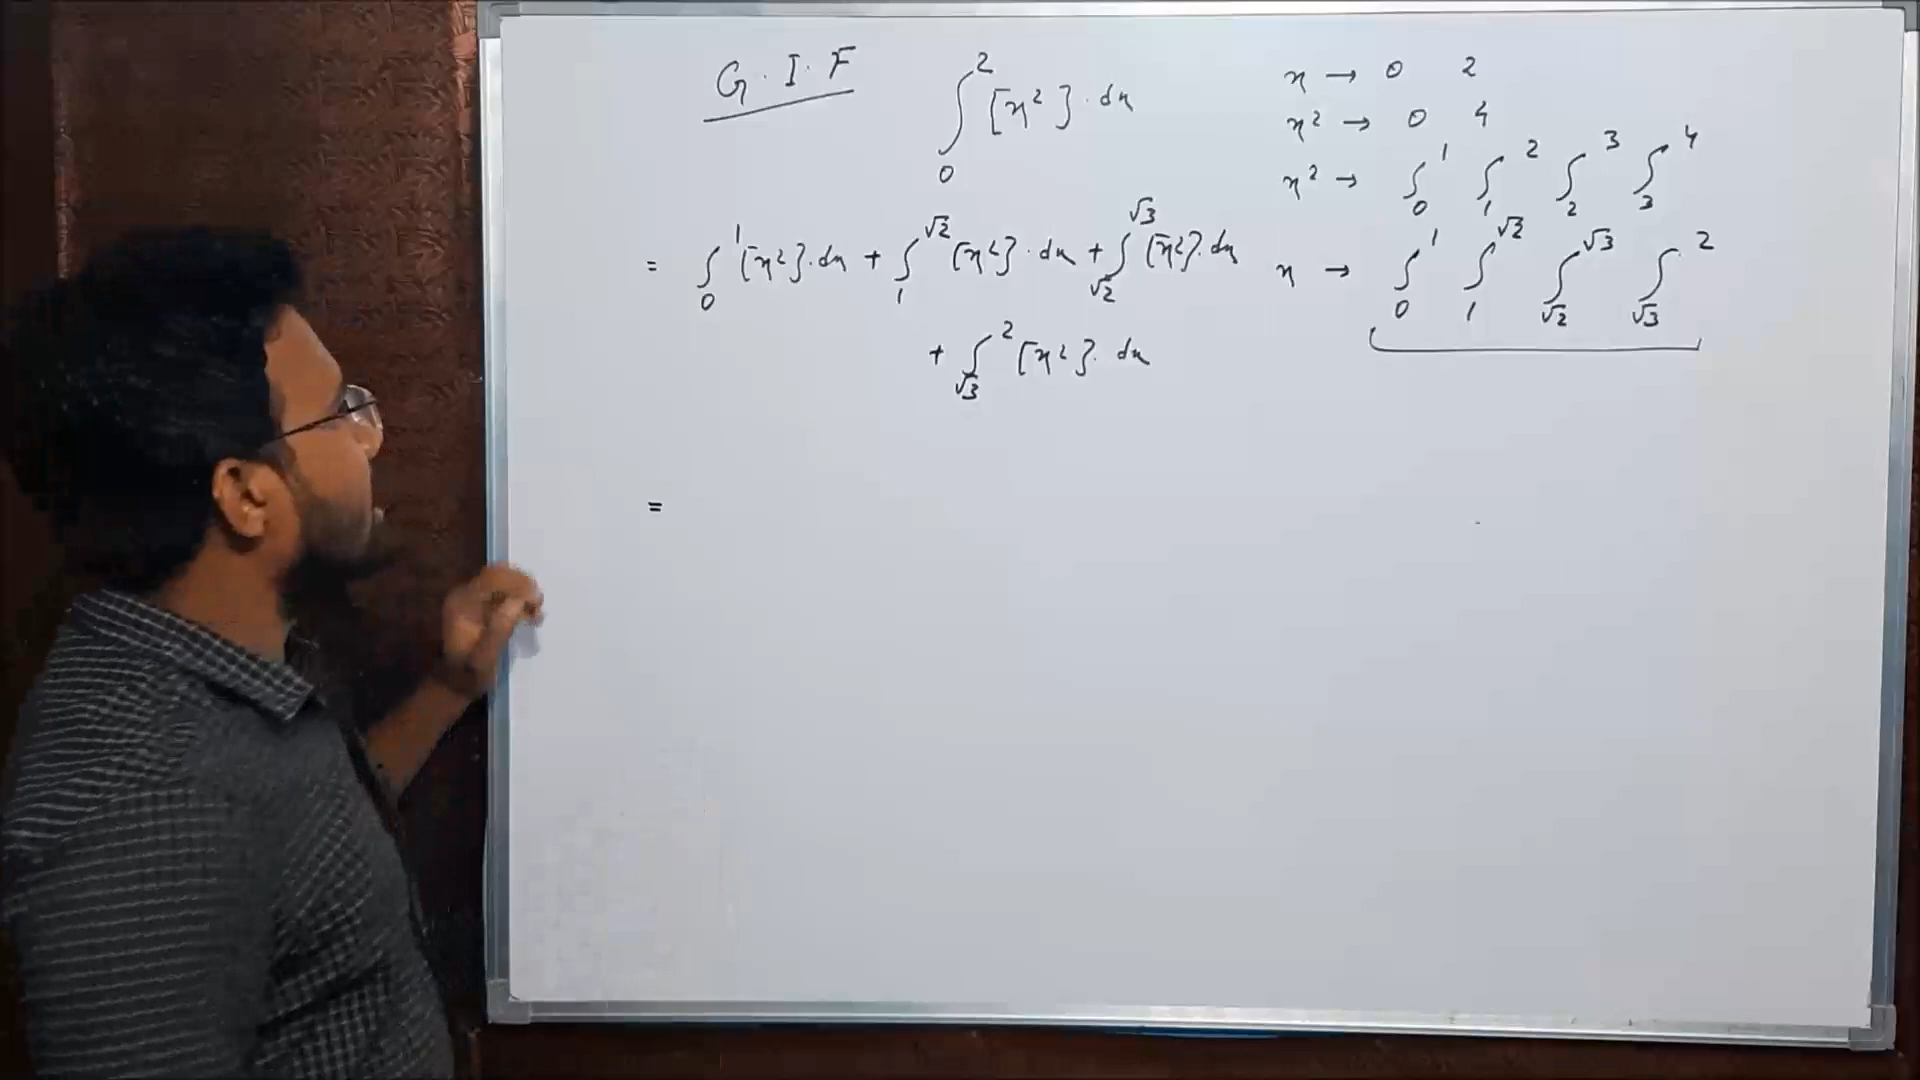 G.I.F ∫₀² [x²].dx
= ∫₀¹ [x²].dx + ∫₁^√2 [x²].dx + ∫_√2^√3 [x²].dx
+ ∫_√3² [x²].dx
=
x → 0 2
x² → 0 4
x² → ∫₀¹ ∫₁² ∫₂³ ∫₃⁴
x → ∫₀¹ ∫₁^√2 ∫_√2^√3 ∫_√3²